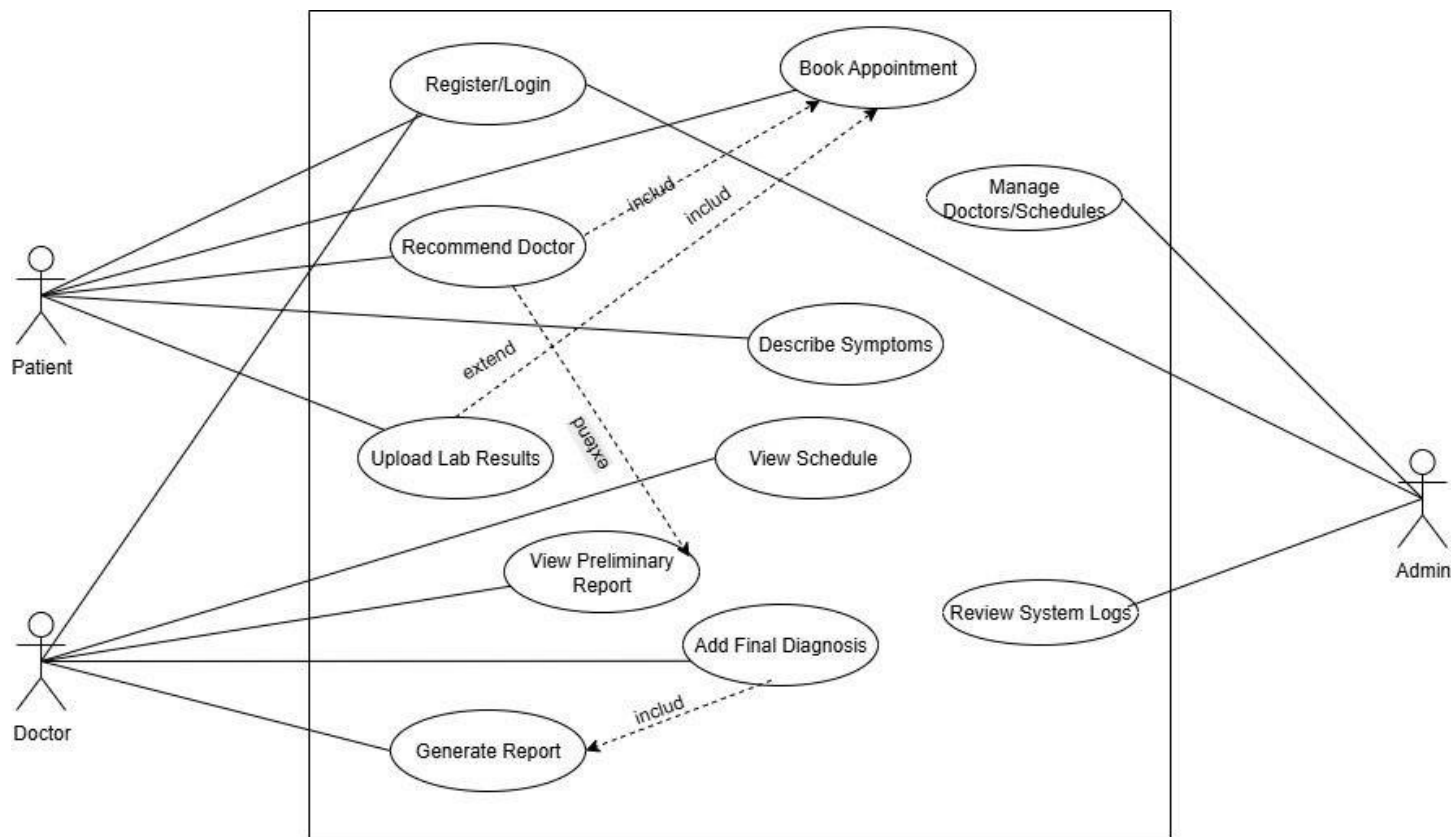 Book Appointment
Register/Login
includ
includ
Manage
Doctors/Schedules
Recommend Doctor
Describe Symptoms
extend
Patient
extend
Upload Lab Results
View Schedule
View Preliminary
Report
Admin
Review System Logs
Add Final Diagnosis
includ
Doctor
Generate Report